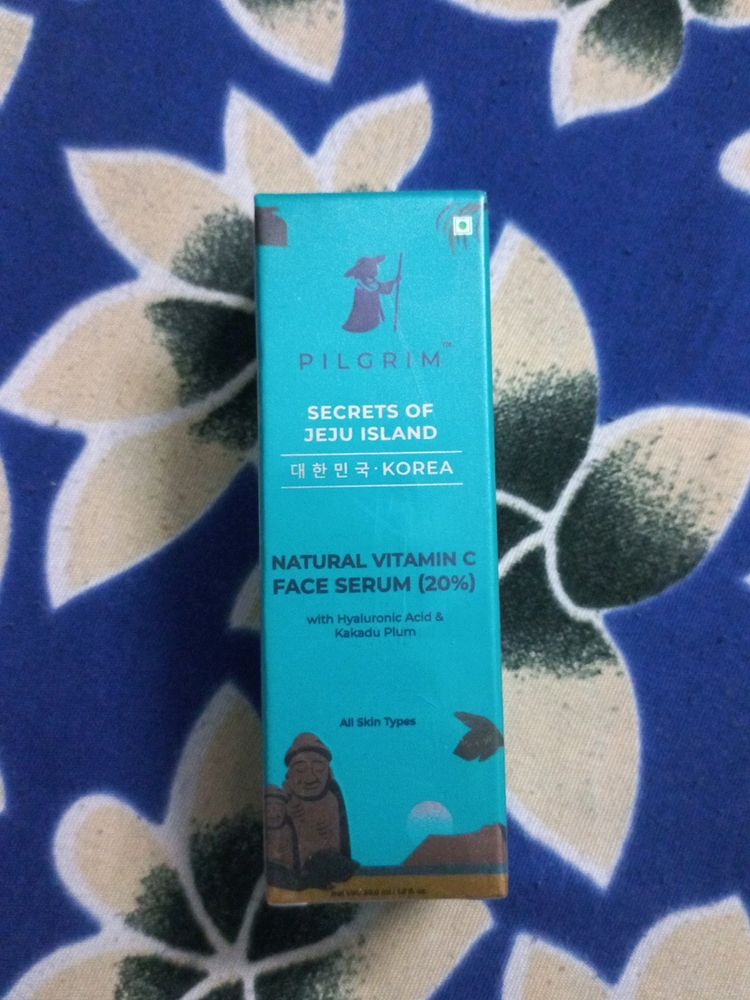 PILGRIM™
SECRETS OF
JEJU ISLAND
대한민국·KOREA
NATURAL VITAMIN C
FACE SERUM (20%)
with Hyaluronic Acid &
Kakadu Plum
All Skin Types